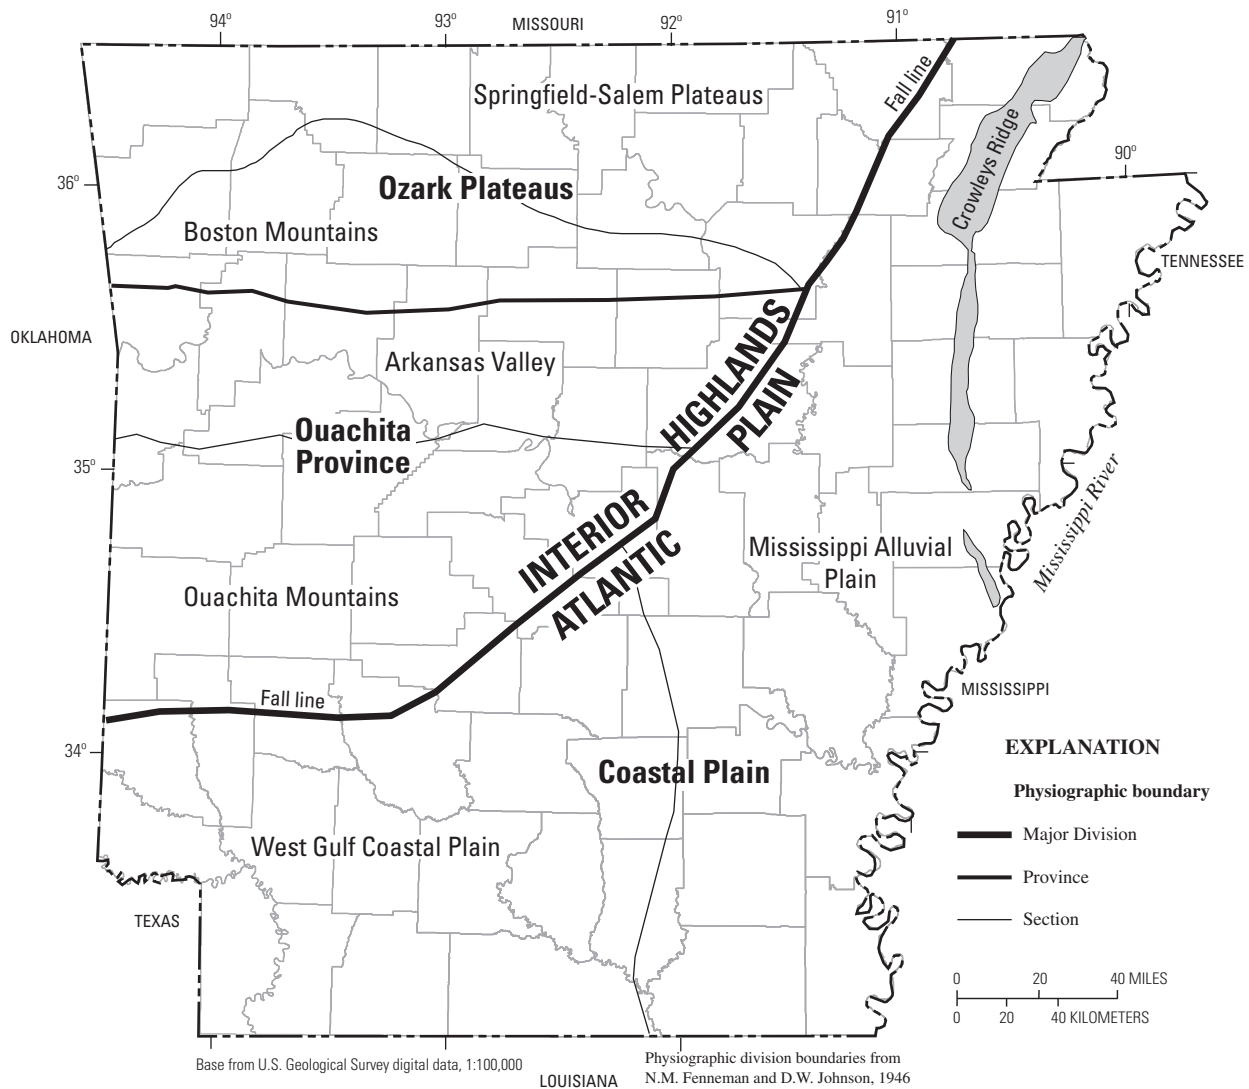 94°
93°
MISSOURI
92°
91°
Springfield-Salem Plateaus
Fall line
Crowleys Ridge
90°
36°
Ozark Plateaus
Boston Mountains
TENNESSEE
OKLAHOMA
Arkansas Valley
HIGHLANDS
PLAIN
Ouachita
Province
35°
INTERIOR
ATLANTIC
Mississippi River
Mississippi Alluvial
Plain
Ouachita Mountains
Fall line
MISSISSIPPI
34°
Coastal Plain
EXPLANATION
Physiographic boundary
Major Division
Province
Section
West Gulf Coastal Plain
TEXAS
0 20 40 MILES
0 20 40 KILOMETERS
Base from U.S. Geological Survey digital data, 1:100,000
LOUISIANA
Physiographic division boundaries from
N.M. Fenneman and D.W. Johnson, 1946